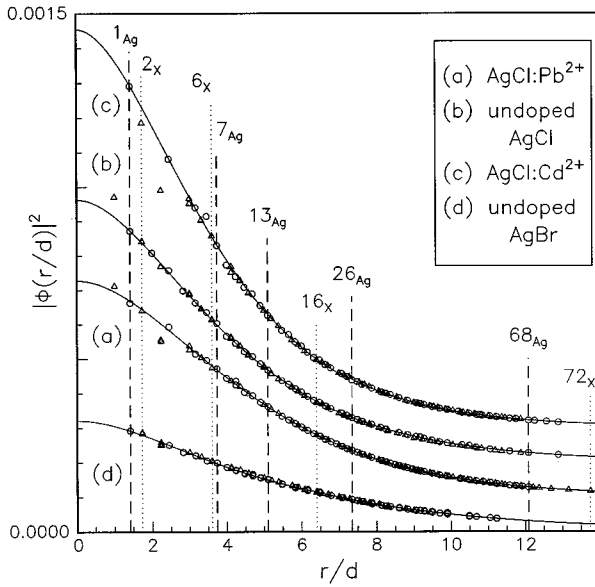 0.0015
1Ag
2X
6X
7Ag
13Ag
16X
26Ag
68Ag
72X
(c)
(b)
(a)
(d)
(a) AgCl:Pb²⁺
(b) undoped
AgCl
(c) AgCl:Cd²⁺
(d) undoped
AgBr
|ϕ(r/d)|²
0.0000
0 2 4 6 8 10 12 14
r/d